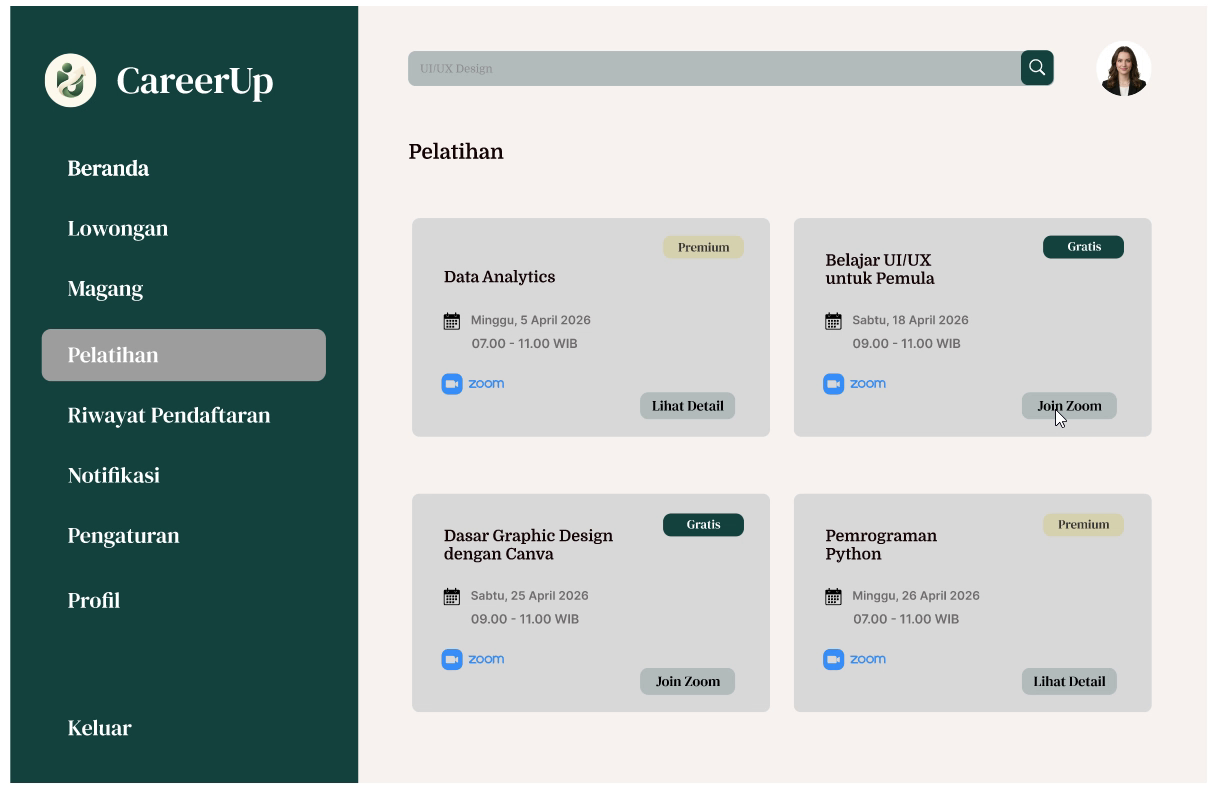 CareerUp
Beranda
Lowongan
Magang
Pelatihan
Riwayat Pendaftaran
Notifikasi
Pengaturan
Profil
Keluar
UI/UX Design
Pelatihan
Premium
Data Analytics
Minggu, 5 April 2026
07.00 - 11.00 WIB
zoom
Lihat Detail
Gratis
Belajar UI/UX
untuk Pemula
Sabtu, 18 April 2026
09.00 - 11.00 WIB
zoom
Join Zoom
Gratis
Dasar Graphic Design
dengan Canva
Sabtu, 25 April 2026
09.00 - 11.00 WIB
zoom
Join Zoom
Premium
Pemrograman
Python
Minggu, 26 April 2026
07.00 - 11.00 WIB
zoom
Lihat Detail